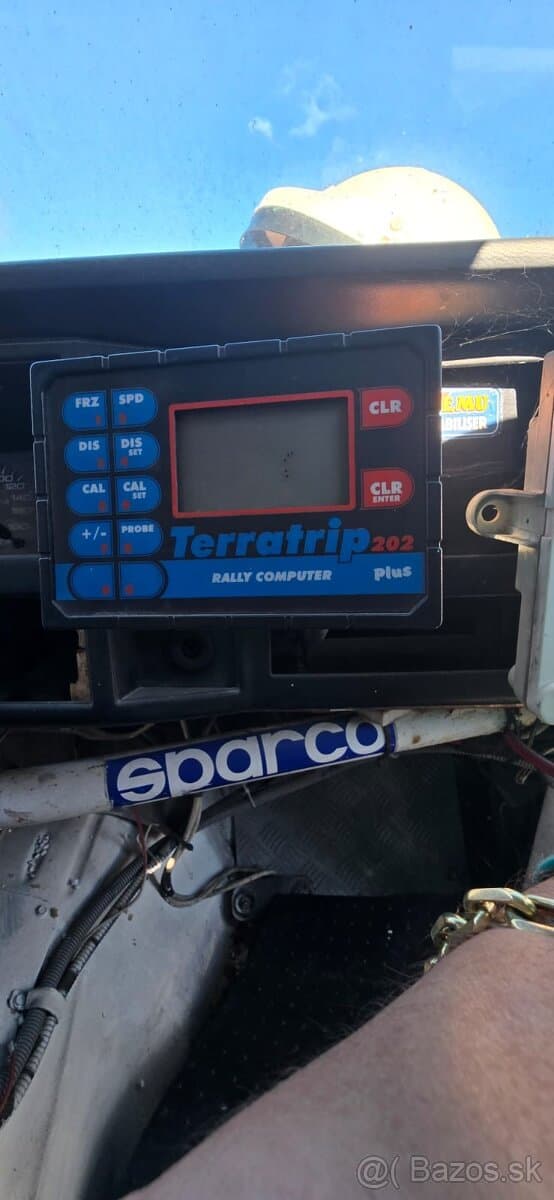 FRZ SPD
CLR
DIS DIS SET
CAL CAL SET
CLR ENTER
+/- PROBE
Terratrip 202
RALLY COMPUTER Plus
BILISER
sparco
@( Bazos.sk